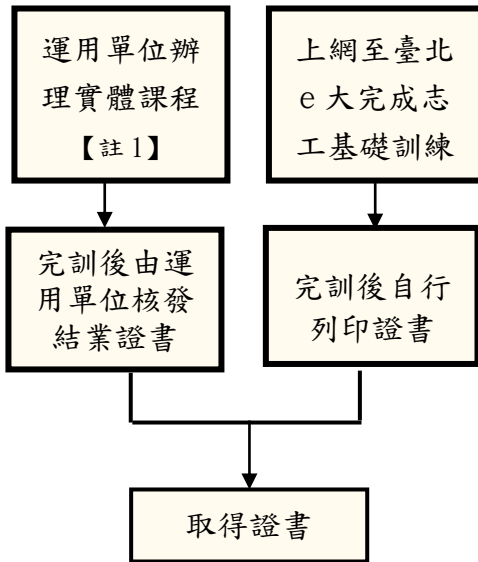 運用單位辦
理實體課程
【註1】
上網至臺北
e大完成志
工基礎訓練
完訓後由運
用單位核發
結業證書
完訓後自行
列印證書
取得證書